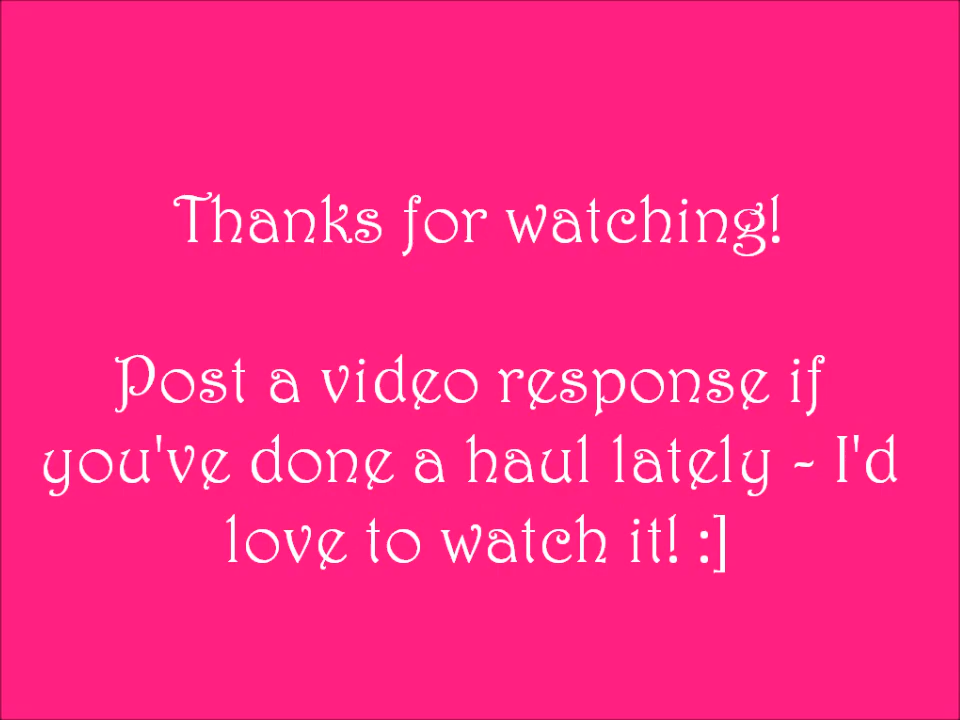 Thanks for watching!
Post a video response if
you've done a haul lately - I'd
love to watch it! :]